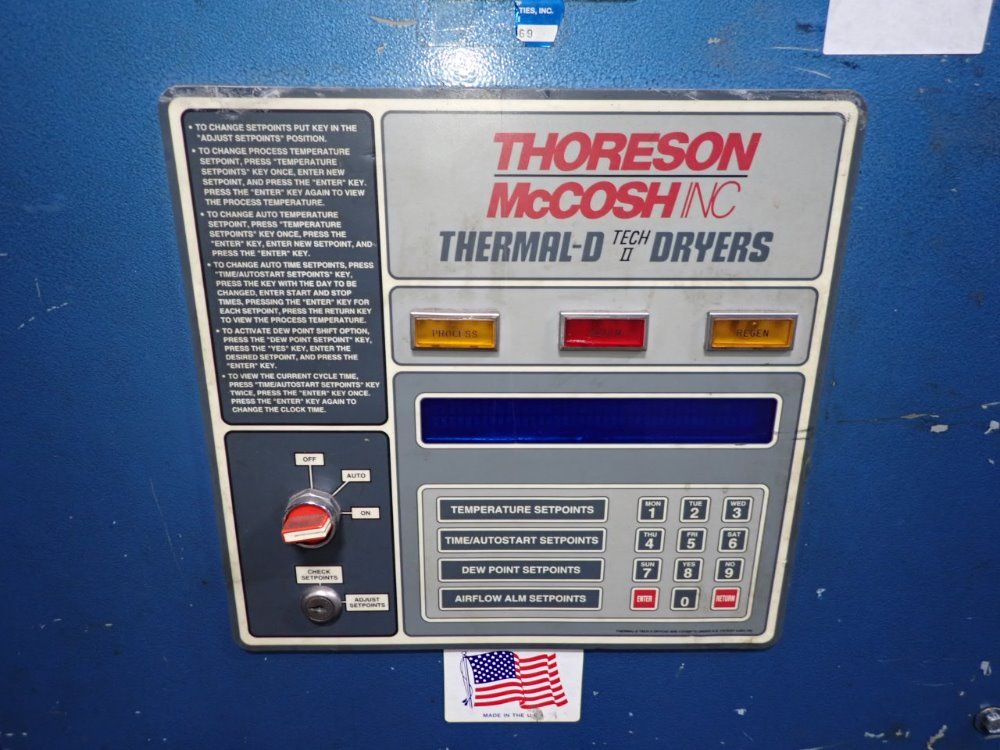 TIES, INC.
69
• TO CHANGE SETPOINTS PUT KEY IN THE
"ADJUST SETPOINTS" POSITION.
• TO CHANGE PROCESS TEMPERATURE
SETPOINT, PRESS "TEMPERATURE
SETPOINTS" KEY ONCE, ENTER NEW
SETPOINT, AND PRESS THE "ENTER" KEY.
PRESS THE "ENTER" KEY AGAIN TO VIEW
THE PROCESS TEMPERATURE.
• TO CHANGE AUTO TEMPERATURE
SETPOINT, PRESS "TEMPERATURE
SETPOINTS" KEY ONCE, PRESS THE
"ENTER" KEY, ENTER NEW SETPOINT, AND
PRESS THE "ENTER" KEY.
• TO CHANGE AUTO TIME SETPOINTS, PRESS
"TIME/AUTOSTART SETPOINTS" KEY,
PRESS THE KEY WITH THE DAY TO BE
CHANGED, ENTER START AND STOP
TIMES, PRESSING THE "ENTER" KEY FOR
EACH SETPOINT, PRESS THE RETURN KEY
TO VIEW THE PROCESS TEMPERATURE.
• TO ACTIVATE DEW POINT SHIFT OPTION,
PRESS THE "DEW POINT SETPOINT" KEY,
PRESS THE "YES" KEY, ENTER THE
DESIRED SETPOINT, AND PRESS THE
"ENTER" KEY.
• TO VIEW THE CURRENT CYCLE TIME,
PRESS "TIME/AUTOSTART SETPOINTS" KEY
TWICE, PRESS THE "ENTER" KEY ONCE.
PRESS THE "ENTER" KEY AGAIN TO
CHANGE THE CLOCK TIME.
THORESON
McCOSH INC
THERMAL-D TECH II DRYERS
PROCESS
REGEN
OFF
AUTO
ON
CHECK
SETPOINTS
ADJUST
SETPOINTS
TEMPERATURE SETPOINTS
TIME/AUTOSTART SETPOINTS
DEW POINT SETPOINTS
AIRFLOW ALM SETPOINTS
MON TUE WED
1 2 3
THU FRI SAT
4 5 6
SUN YES NO
7 8 9
ENTER 0 RETURN
MADE IN THE U.S.A